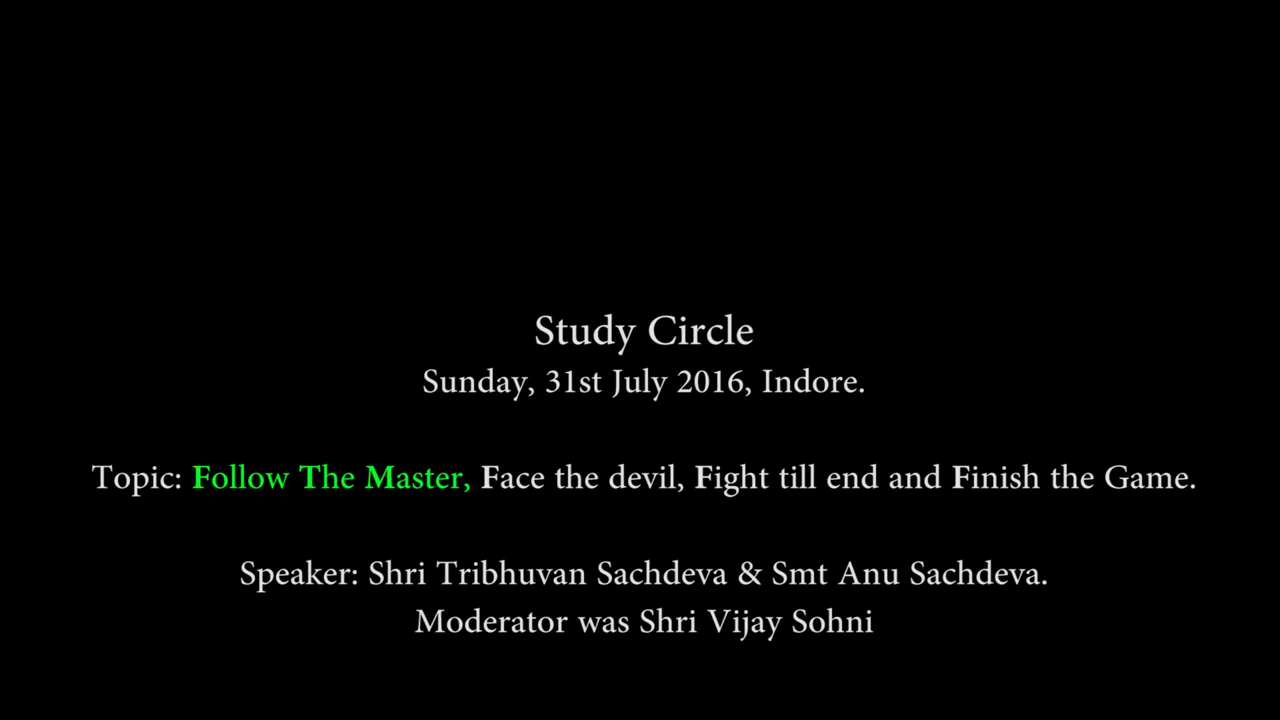 Study Circle
Sunday, 31st July 2016, Indore.
Topic: Follow The Master, Face the devil, Fight till end and Finish the Game.
Speaker: Shri Tribhuvan Sachdeva & Smt Anu Sachdeva.
Moderator was Shri Vijay Sohni